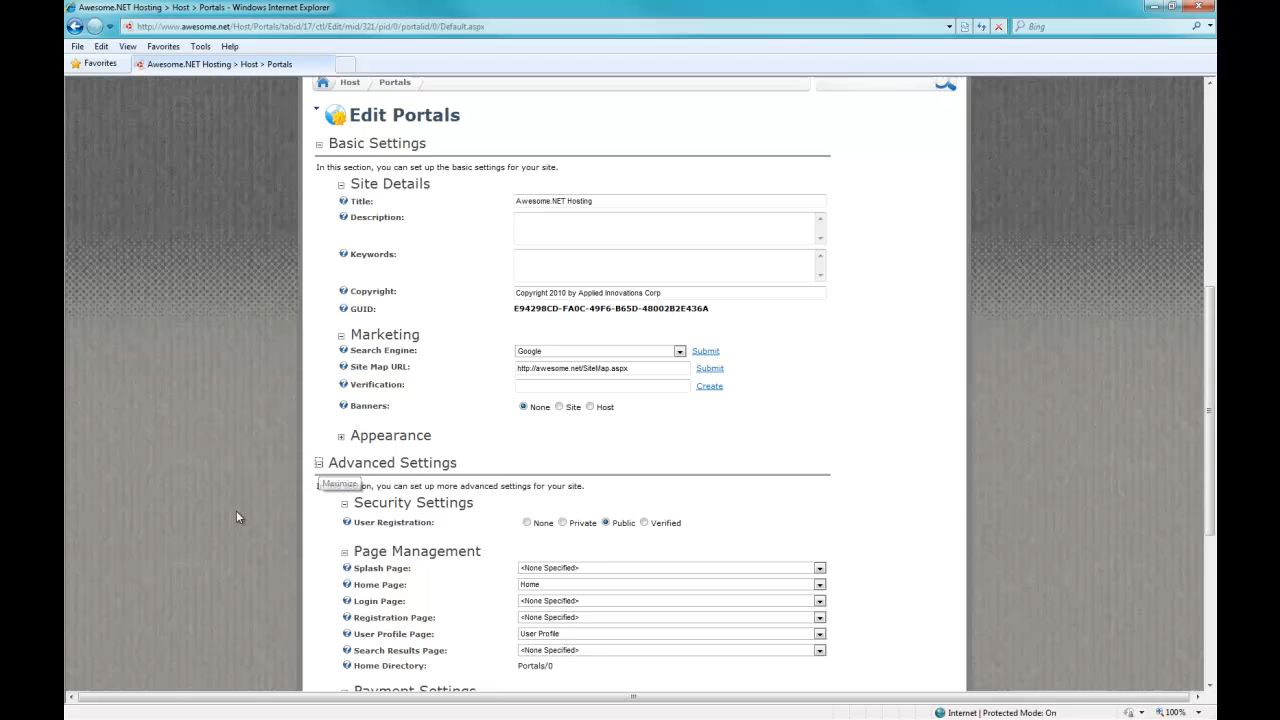 Awesome.NET Hosting > Host > Portals - Windows Internet Explorer
http://www.awesome.net/Host/Portals/tabid/17/ctl/Edit/mid/321/pid/0/portalid/0/Default.aspx
Bing
File Edit View Favorites Tools Help
Favorites Awesome.NET Hosting > Host > Portals
Host Portals
Edit Portals
Basic Settings
In this section, you can set up the basic settings for your site.
Site Details
Title: Awesome.NET Hosting
Description:
Keywords:
Copyright: Copyright 2010 by Applied Innovations Corp
GUID: E94298CD-FA0C-49F6-B65D-48002B2E436A
Marketing
Search Engine: Google Submit
Site Map URL: http://awesome.net/SiteMap.aspx Submit
Verification: Create
Banners: None Site Host
Appearance
Advanced Settings
Maximize
you can set up more advanced settings for your site.
Security Settings
User Registration: None Private Public Verified
Page Management
Splash Page: <None Specified>
Home Page: Home
Login Page: <None Specified>
Registration Page: <None Specified>
User Profile Page: User Profile
Search Results Page: <None Specified>
Home Directory: Portals/0
Payment Settings
Internet | Protected Mode: On 100%